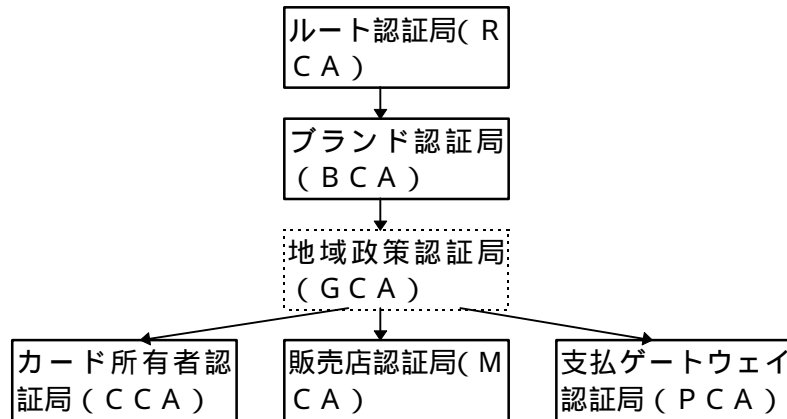 ルート認証局(R
CA)
ブランド認証局
(BCA)
地域政策認証局
(GCA)
カード所有者認
証局(CCA)
販売店認証局(M
CA)
支払ゲートウェイ
認証局(PCA)